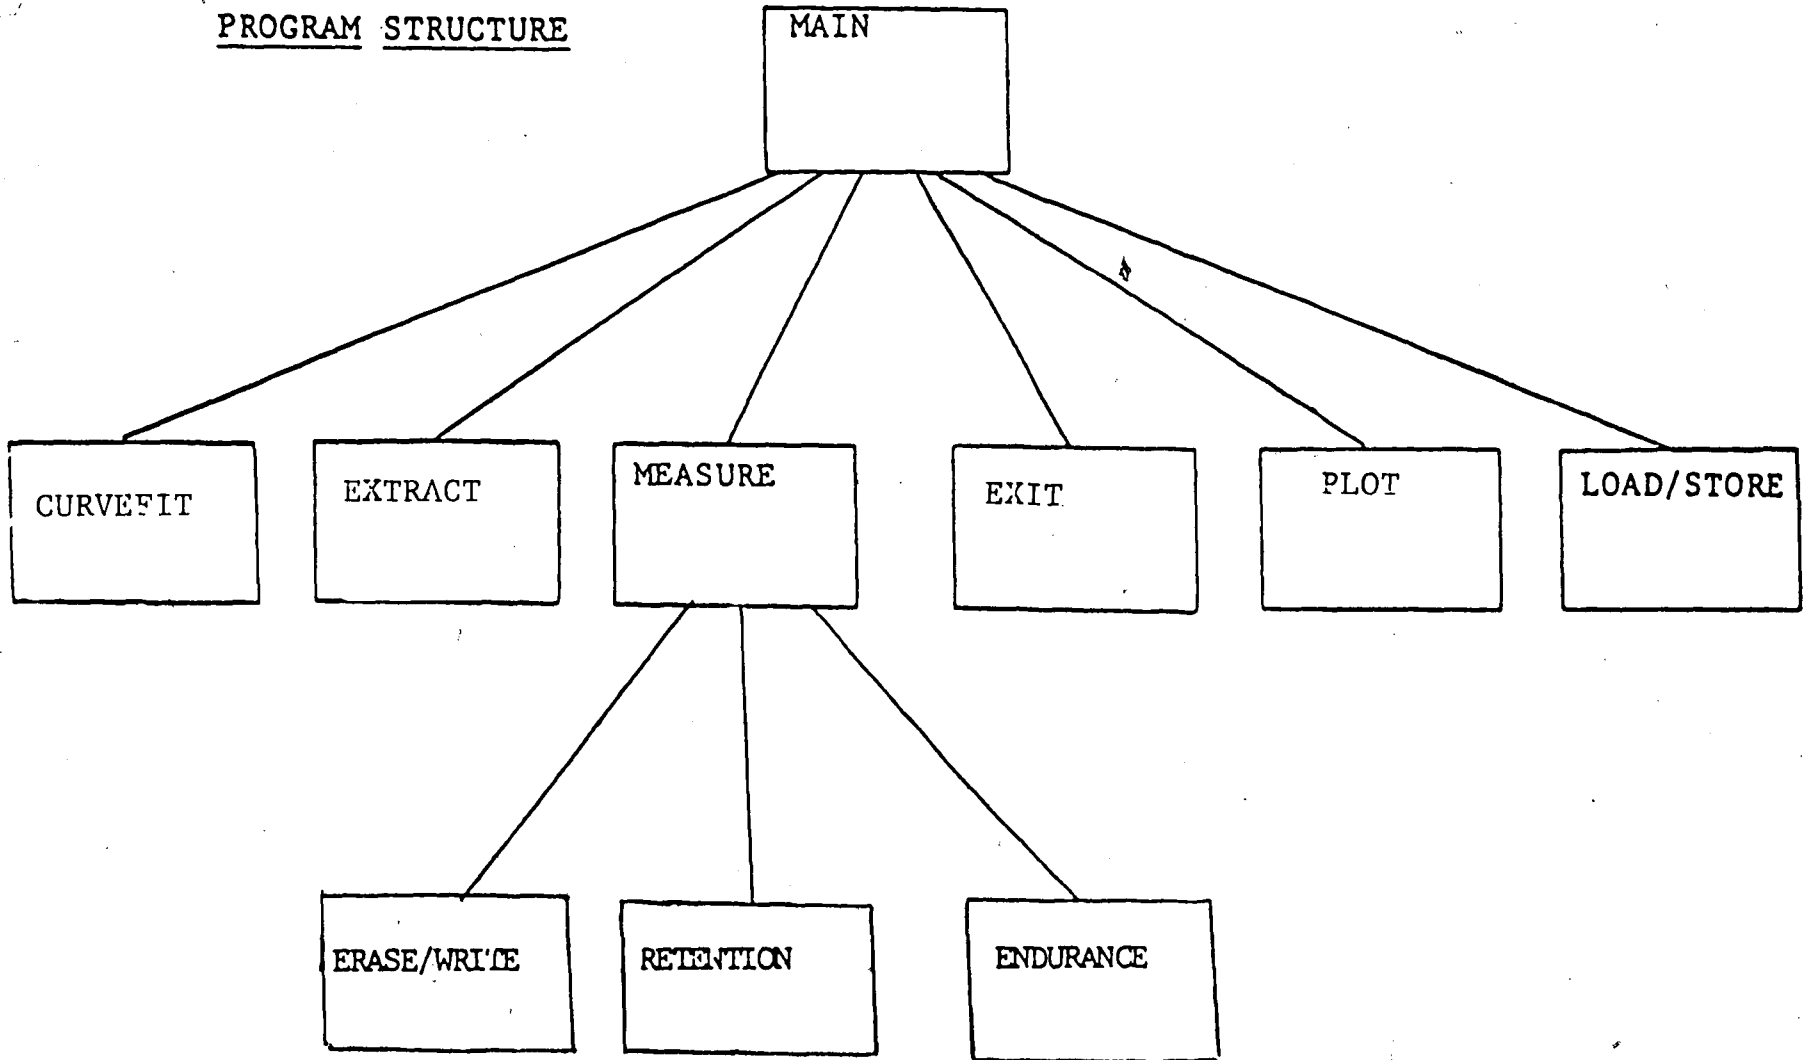 PROGRAM STRUCTURE
MAIN
CURVEFIT
EXTRACT
MEASURE
EXIT
PLOT
LOAD/STORE
ERASE/WRITE
RETENTION
ENDURANCE